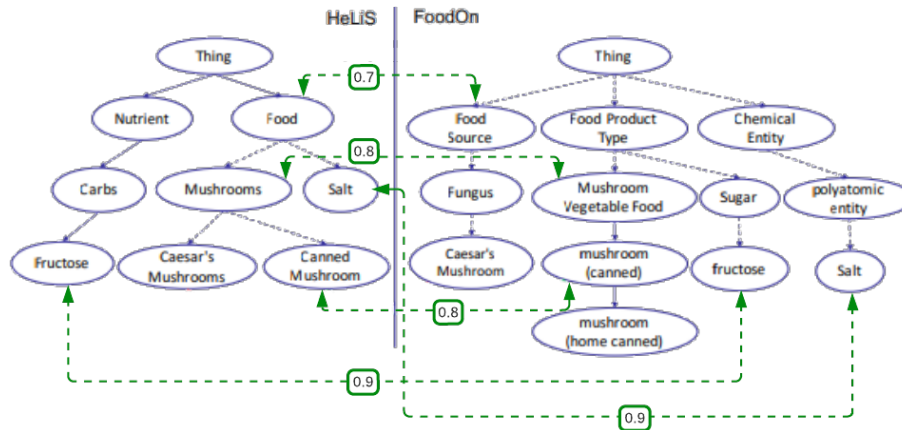 HeLiS
FoodOn
Thing
Thing
0.7
Nutrient
Food
Food
Source
Food Product
Type
Chemical
Entity
0.8
Carbs
Mushrooms
Salt
Fungus
Mushroom
Vegetable Food
Sugar
polyatomic
entity
Fructose
Caesar's
Mushrooms
Canned
Mushroom
Caesar's
Mushroom
mushroom
(canned)
fructose
Salt
0.8
mushroom
(home canned)
0.9
0.9